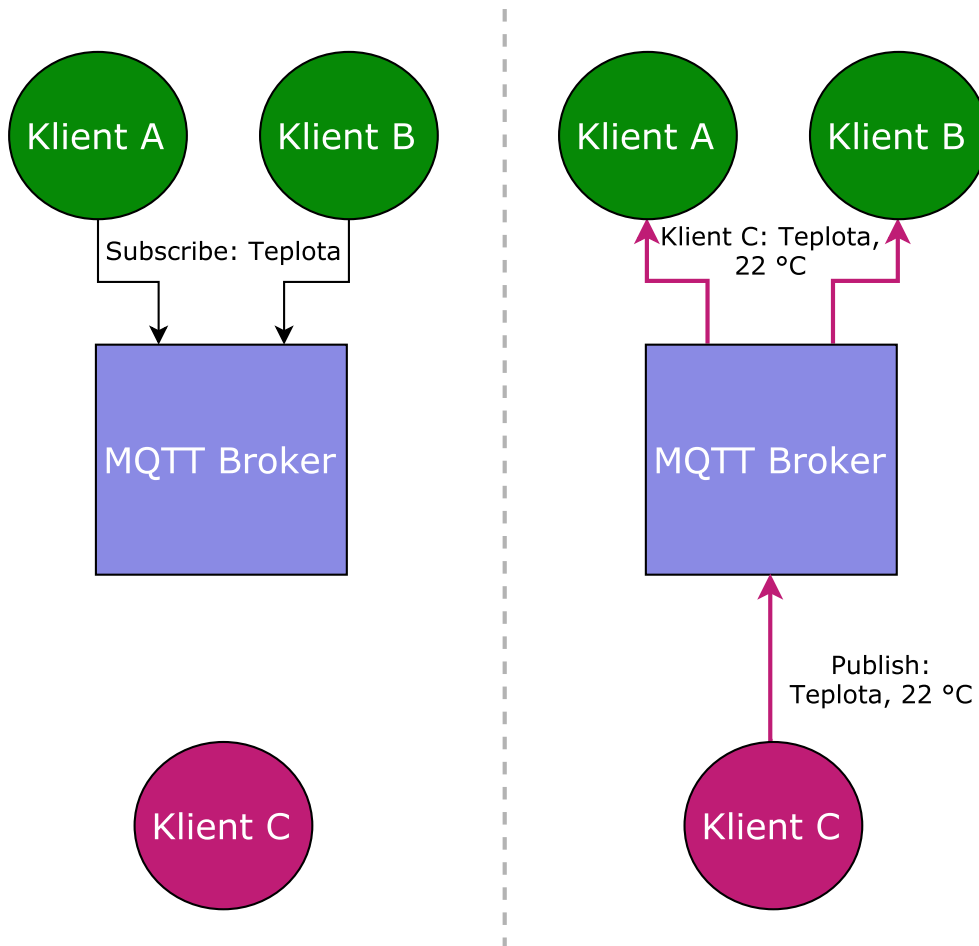 Klient A
Klient B
Subscribe: Teplota
MQTT Broker
Klient C
Klient A
Klient B
Klient C: Teplota,
22 °C
MQTT Broker
Publish:
Teplota, 22 °C
Klient C